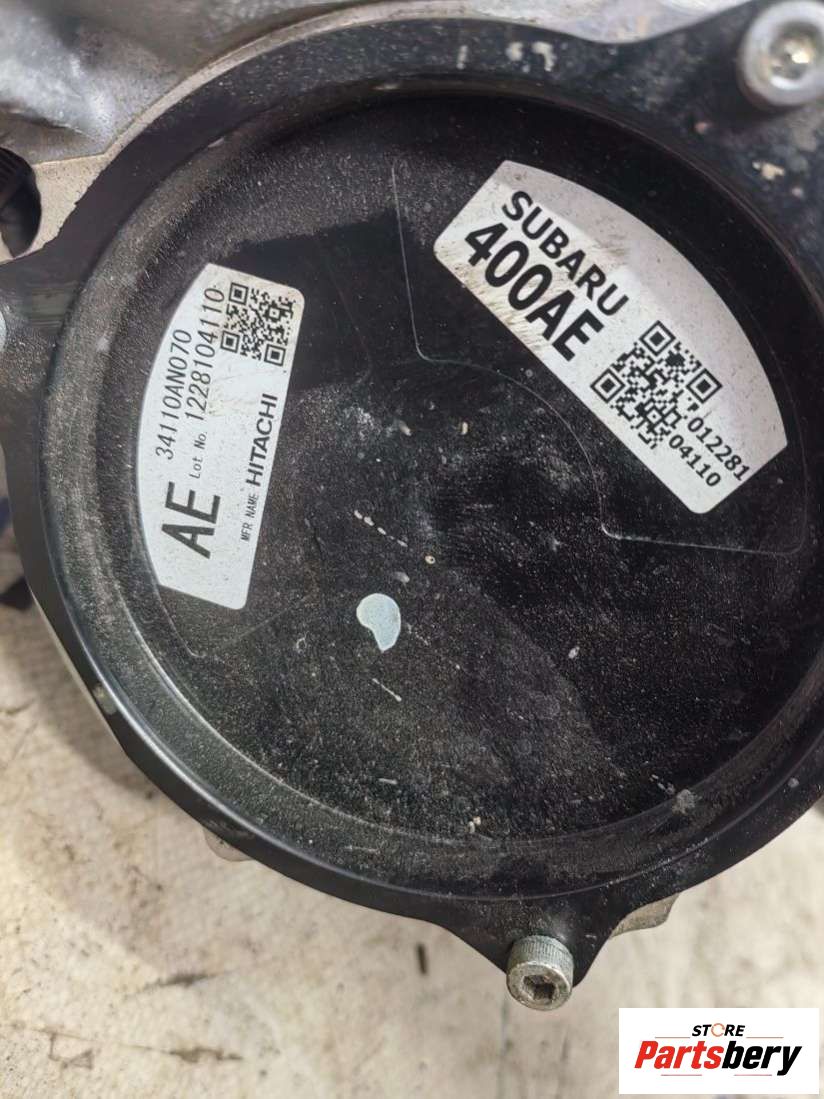 34110AN070
Lot No. 1228104110
AE
MFR. NAME HITACHI
SUBARU
400AE
012281
04110
STORE
Partsbery